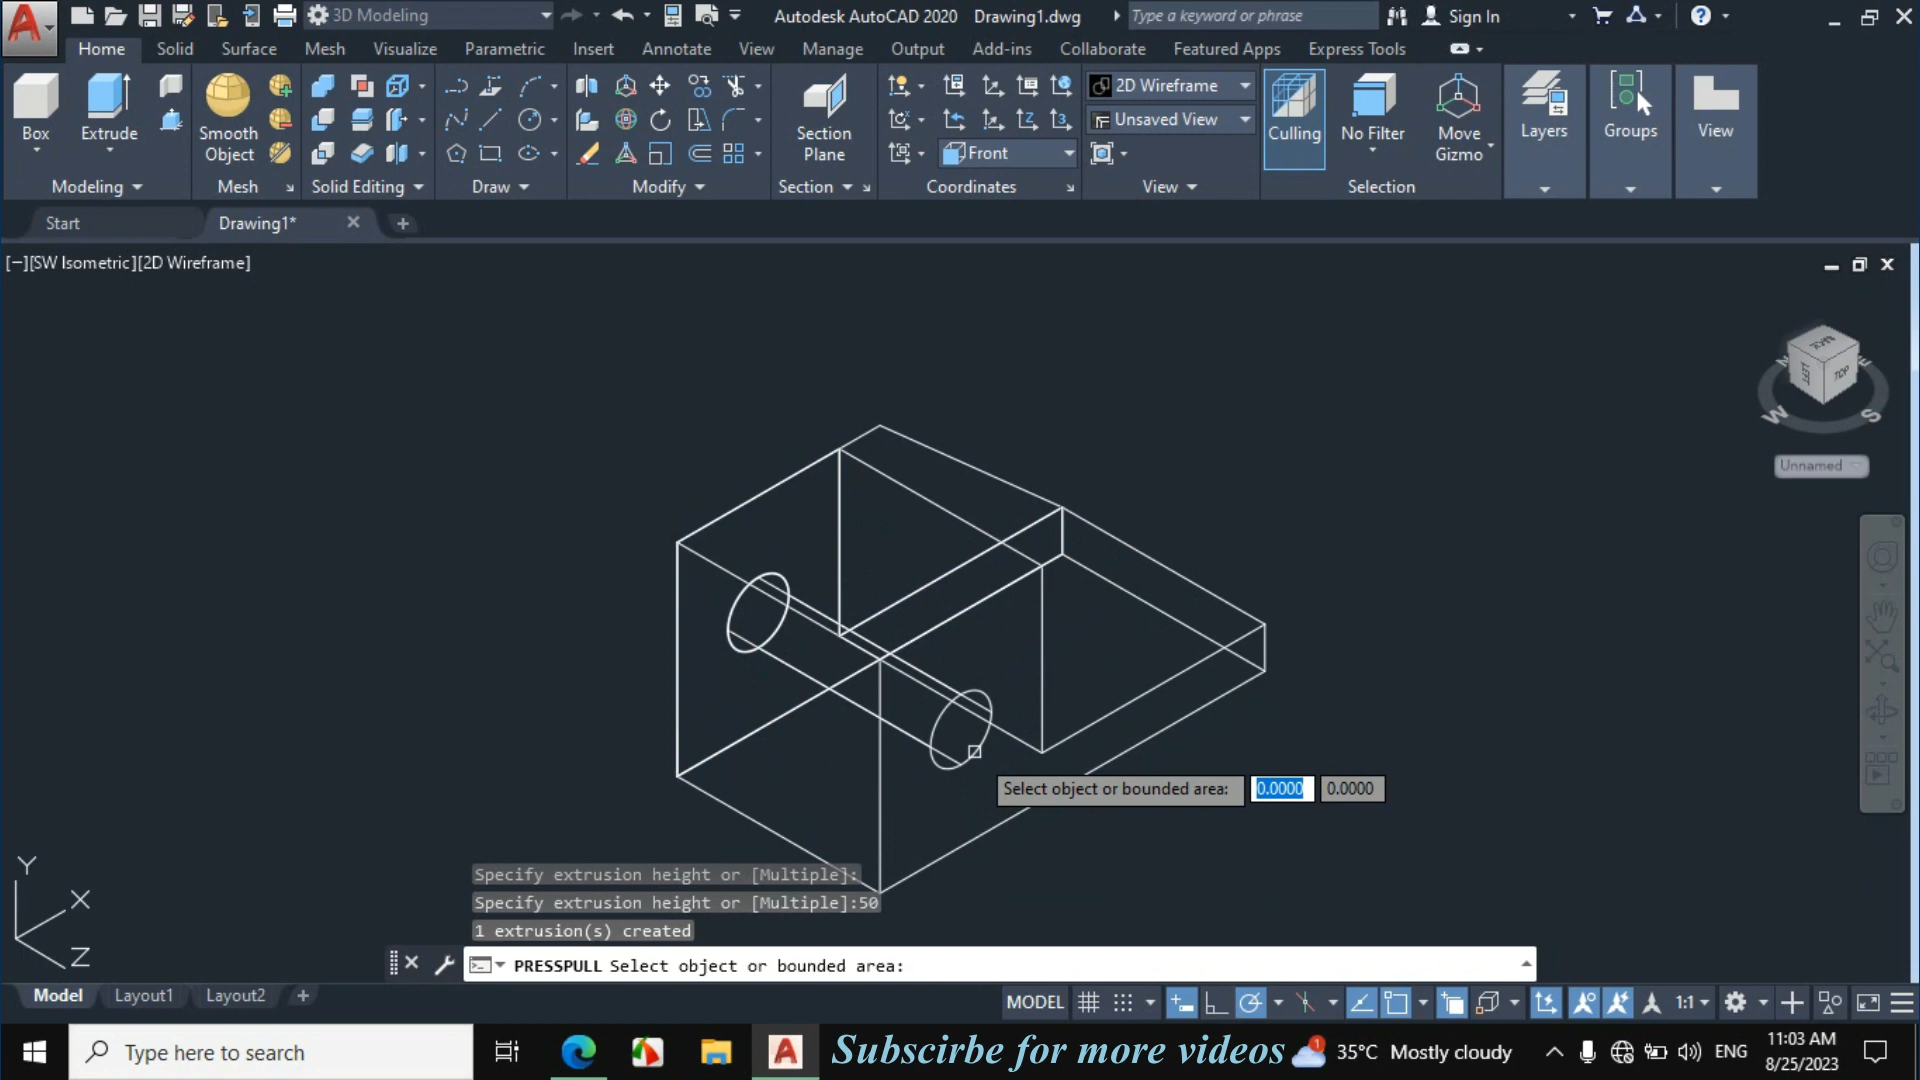 3D Modeling
Autodesk AutoCAD 2020 Drawing1.dwg
Type a keyword or phrase
Sign In
Home Solid Surface Mesh Visualize Parametric Insert Annotate View Manage Output Add-ins Collaborate Featured Apps Express Tools
Box Extrude
Smooth Object
Section Plane
2D Wireframe
Unsaved View
Front
Culling No Filter
Move Gizmo
Layers Groups View
Modeling Mesh Solid Editing Draw Modify Section Coordinates View Selection
Start Drawing1*
[−][SW Isometric][2D Wireframe]
LEFT TOP
W S
Unnamed
Select object or bounded area: 0.0000 0.0000
Y
X
Z
Specify extrusion height or [Multiple]:
Specify extrusion height or [Multiple]:50
1 extrusion(s) created
PRESSPULL Select object or bounded area:
Model Layout1 Layout2
MODEL 1:1
Type here to search
Subscirbe for more videos
1
35°C Mostly cloudy
ENG
11:03 AM
8/25/2023